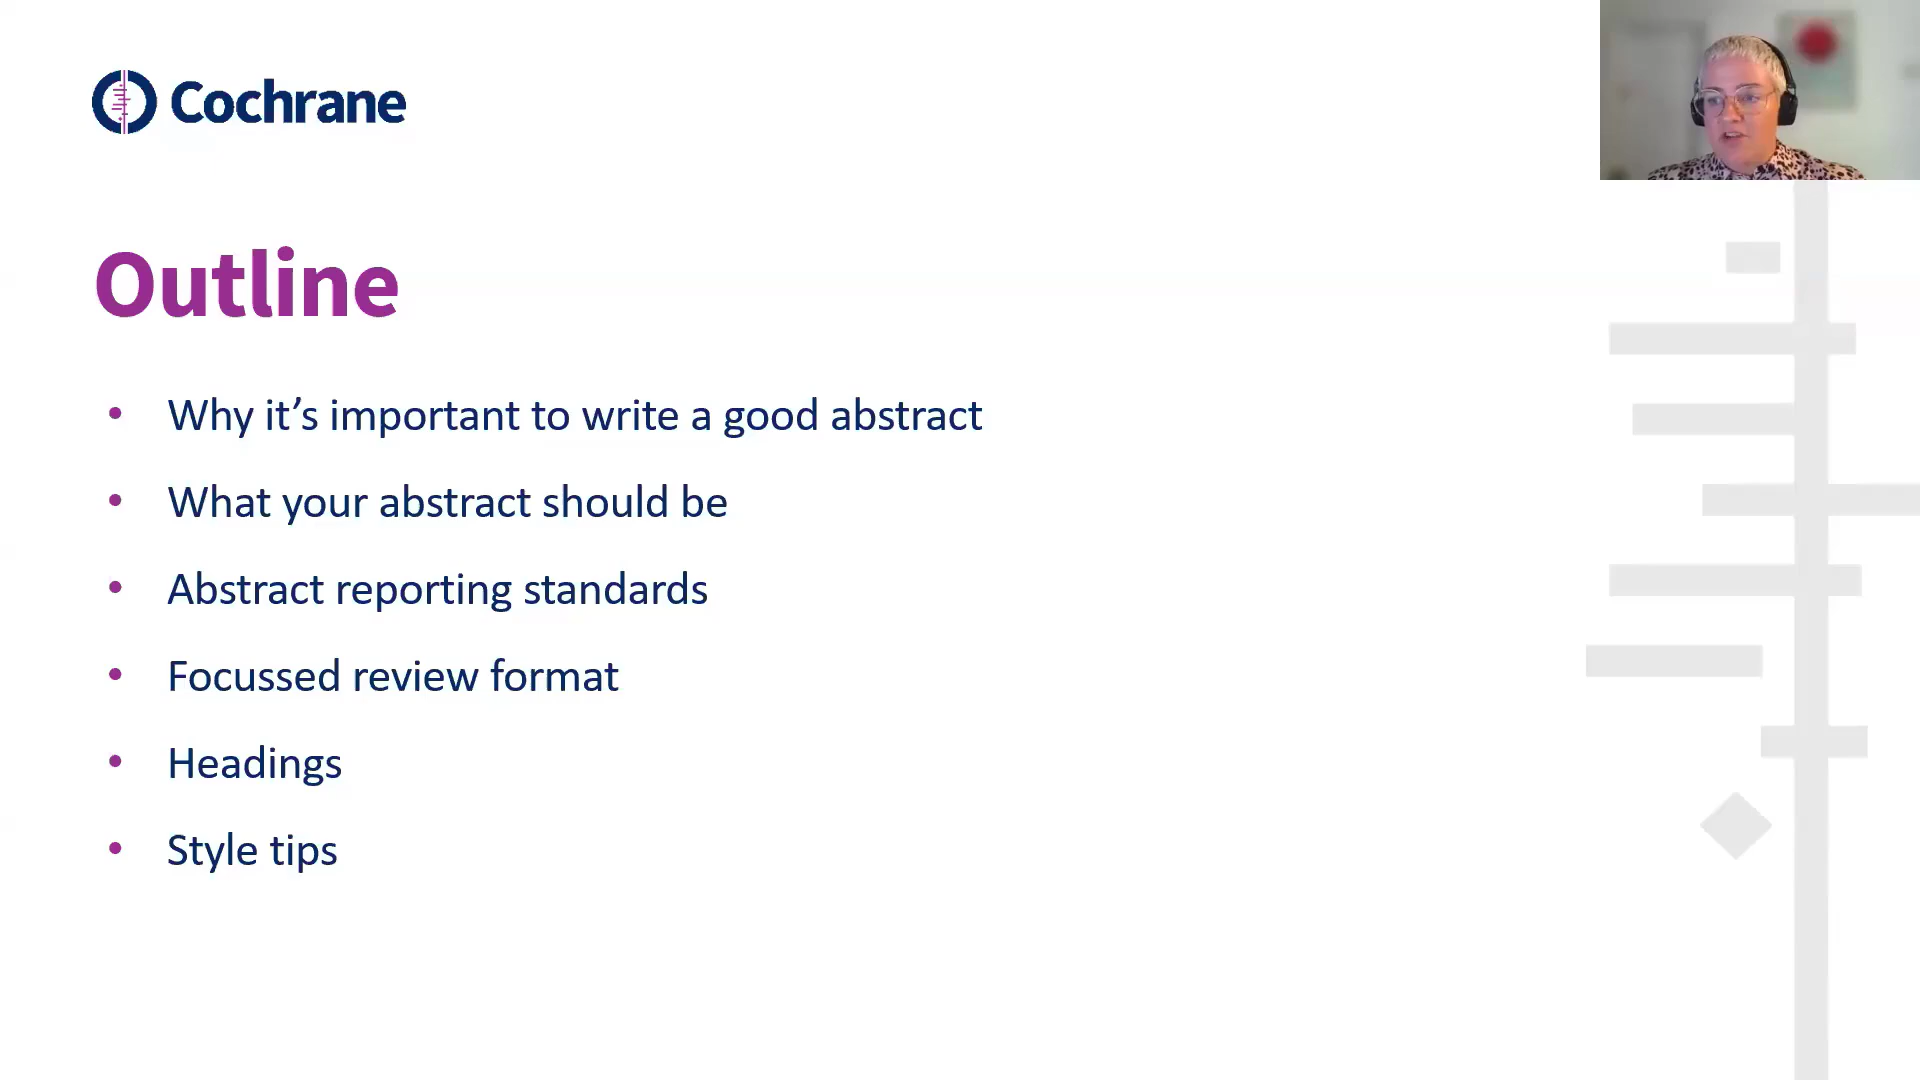 Cochrane
Outline
• Why it’s important to write a good abstract
• What your abstract should be
• Abstract reporting standards
• Focussed review format
• Headings
• Style tips